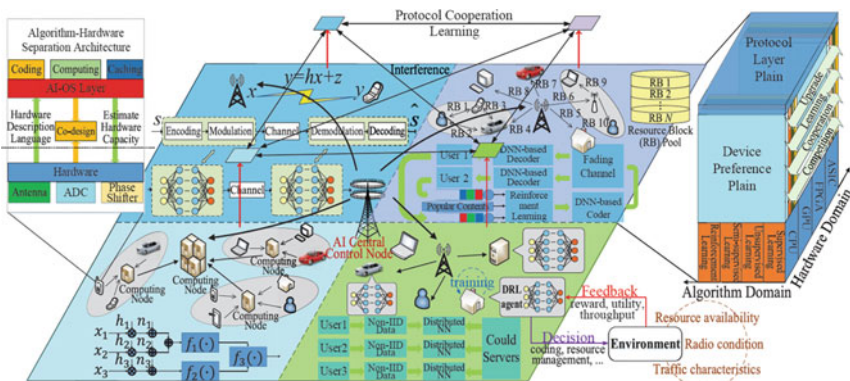 Algorithm-Hardware
Separation Architecture
Coding
Computing
Caching
AI-OS Layer
Hardware
Description
Language
Co-design
Estimate
Hardware
Capacity
Hardware
Antenna
ADC
Phase
Shifter
Protocol Cooperation
Learning
Interference
y=hx+z
x
y
S
Encoding
Modulation
Channel
Demodulation
Decoding
ŝ
Channel
RB 1
RB 2
RB 3
RB 4
RB 5
RB 6
RB 7
RB 8
RB 9
RB 10
RB 1
RB 2
RB N
Resource Block
(RB) Pool
User 1
DNN-based
Decoder
User 2
DNN-based
Decoder
Fading
Channel
Popular Contents
Reinforce
ment
Learning
DNN-based
Coder
AI Central
Control Node
Computing
Node
Computing
Node
Computing
Node
Computing
Node
x1
h1
n1
x2
h2
n2
x3
h3
n3
f1(·)
f2(·)
f3(·)
training
DRL
agent
User1
Non-IID
Data
Distributed
NN
User2
Non-IID
Data
Distributed
NN
User3
Non-IID
Data
Distributed
NN
Could
Servers
Feedback
reward, utility,
throughput
Decision
coding, resource
management, ...
Environment
Resource availability
Radio condition
Traffic characteristics
Protocol
Layer
Plain
Device
Preference
Plain
Upgrade
Learning
Cooperation
Competition
CPU
GPU
FPGA
ASIC
Reinforcement
Learning
Semi-supervised
Learning
Unsupervised
Learning
Supervised
Learning
Algorithm Domain
Hardware Domain